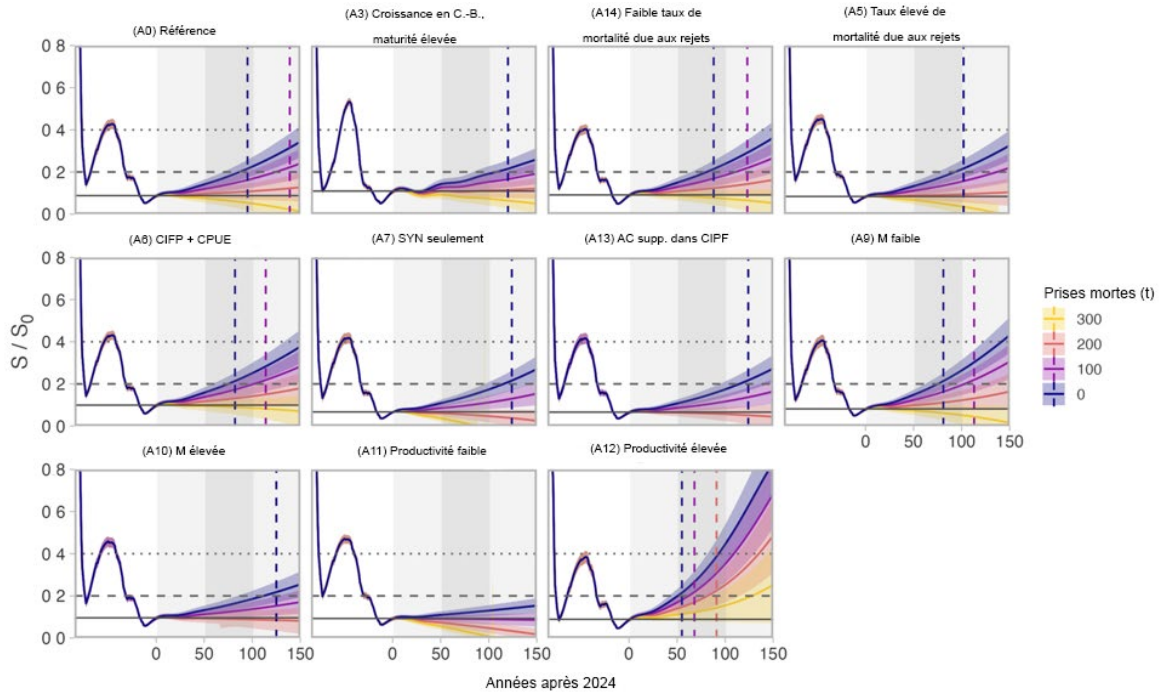 (A0) Référence
(A3) Croissance en C.-B.,
maturité élevée
(A14) Faible taux de
mortalité due aux rejets
(A5) Taux élevé de
mortalité due aux rejets
0 8
0 6
0 4
0 2
0 0
(A6) CIFP + CPUE
(A7) SYN seulement
(A13) AC supp. dans CIPF
(A9) M faible
0 8
0 6
0 4
0 2
0 0
0 50 100 150
(A10) M élevée
(A11) Productivité faible
(A12) Productivité élevée
0 8
0 6
0 4
0 2
0 0
0 50 100 150
0 50 100 150
0 50 100 150
S / S0
Années après 2024
Prises mortes (t)
300
200
100
0